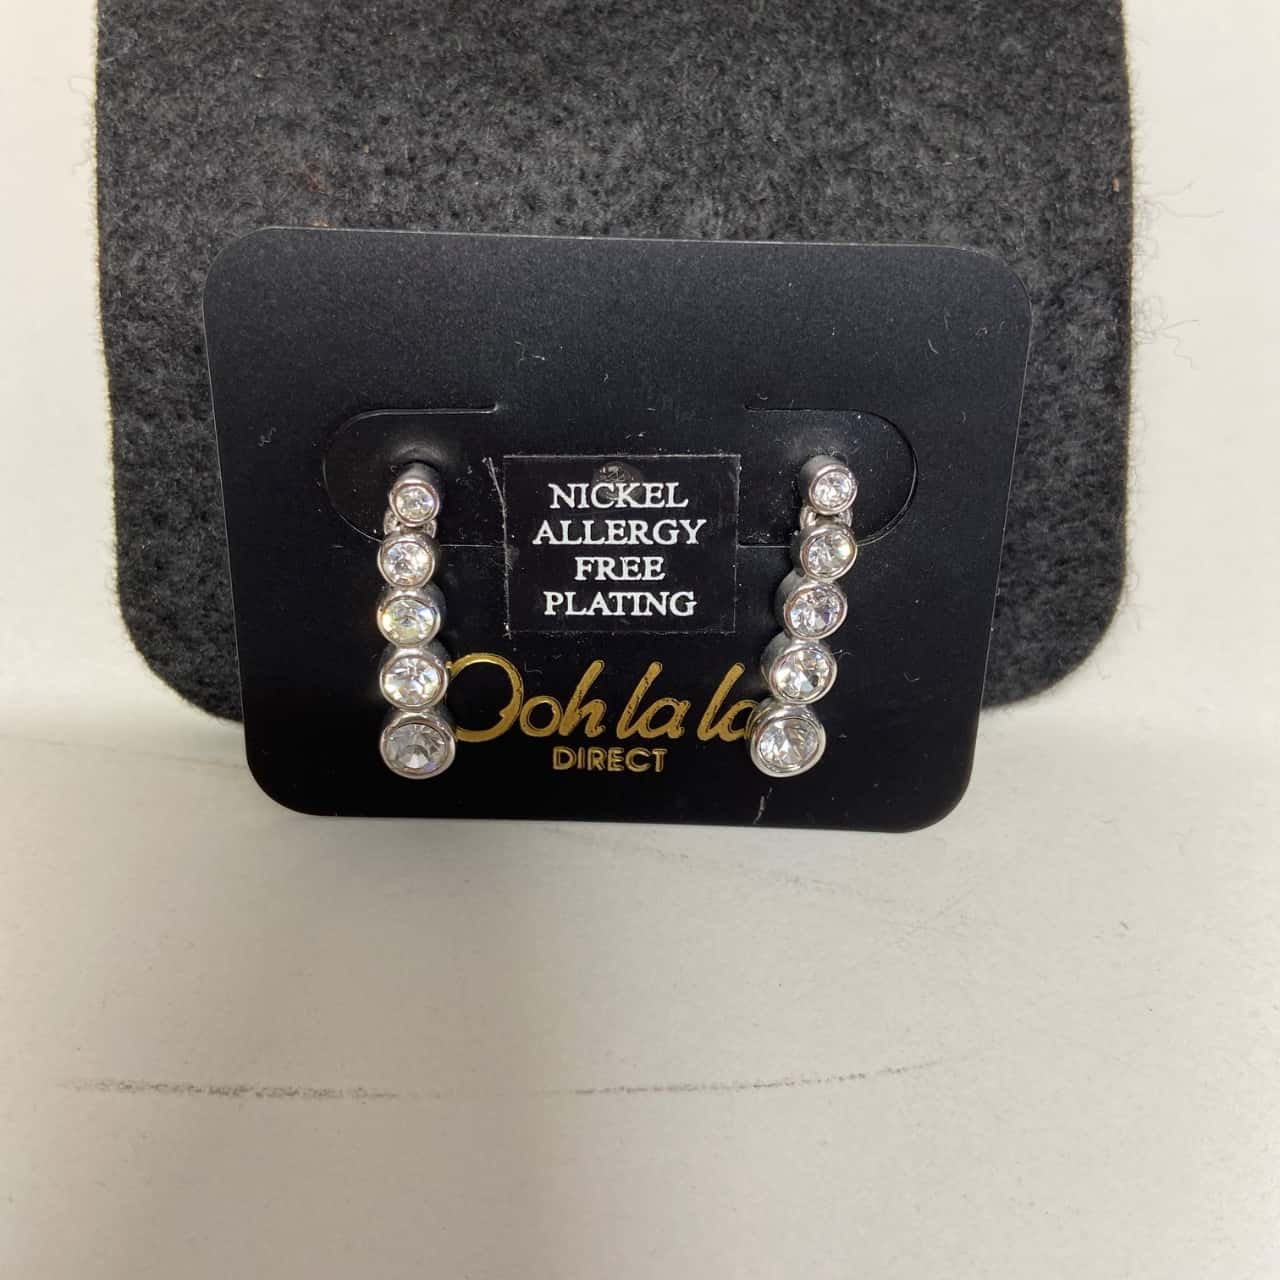 NICKEL
ALLERGY
FREE
PLATING
Ooh la la
DIRECT